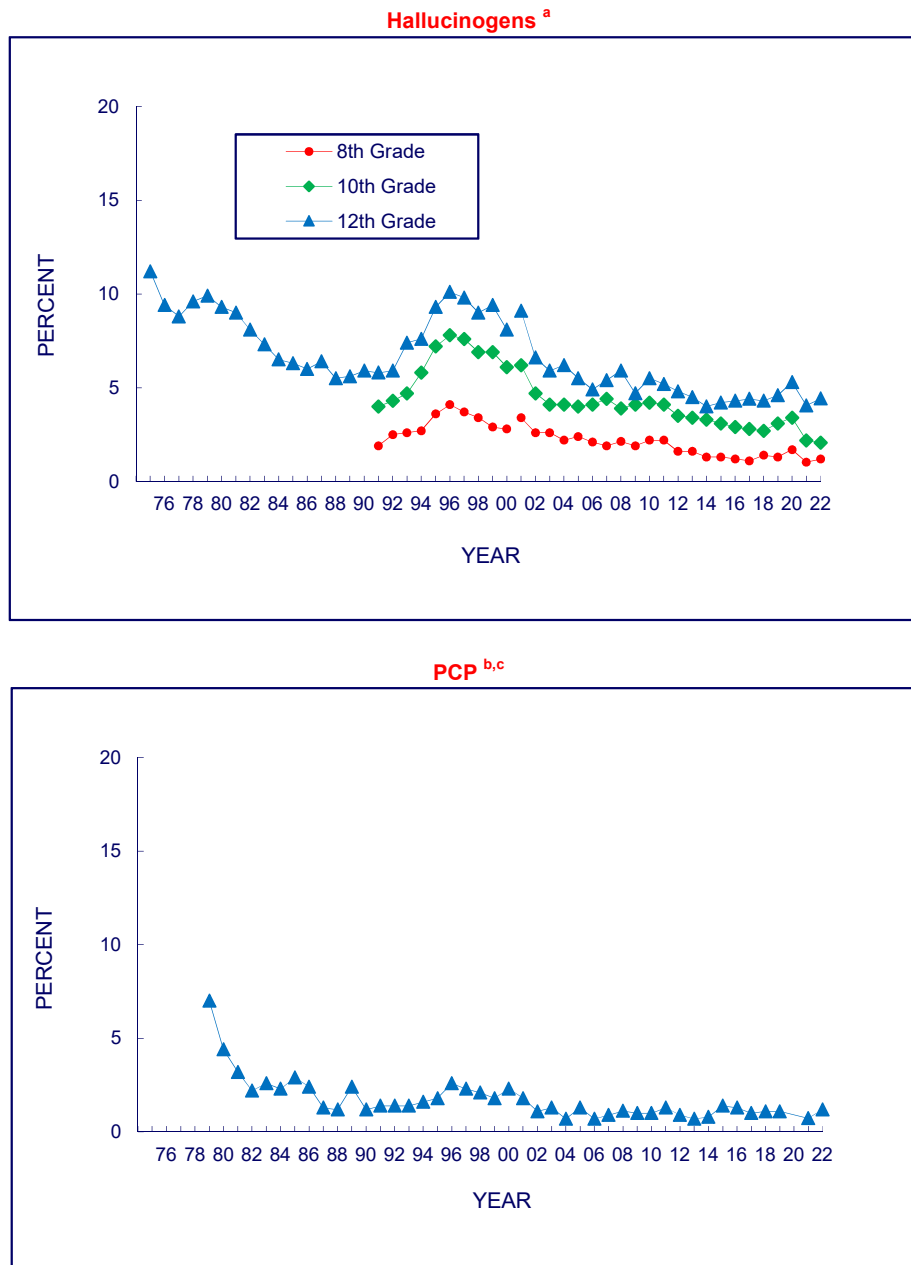 Hallucinogens a
20
8th Grade
10th Grade
15
12th Grade
PERCENT
10
5
0
76 78 80 82 84 86 88 90 92 94 96 98 00 02 04 06 08 10 12 14 16 18 20 22
YEAR
PCP b,c
20
15
PERCENT
10
5
0
76 78 80 82 84 86 88 90 92 94 96 98 00 02 04 06 08 10 12 14 16 18 20 22
YEAR